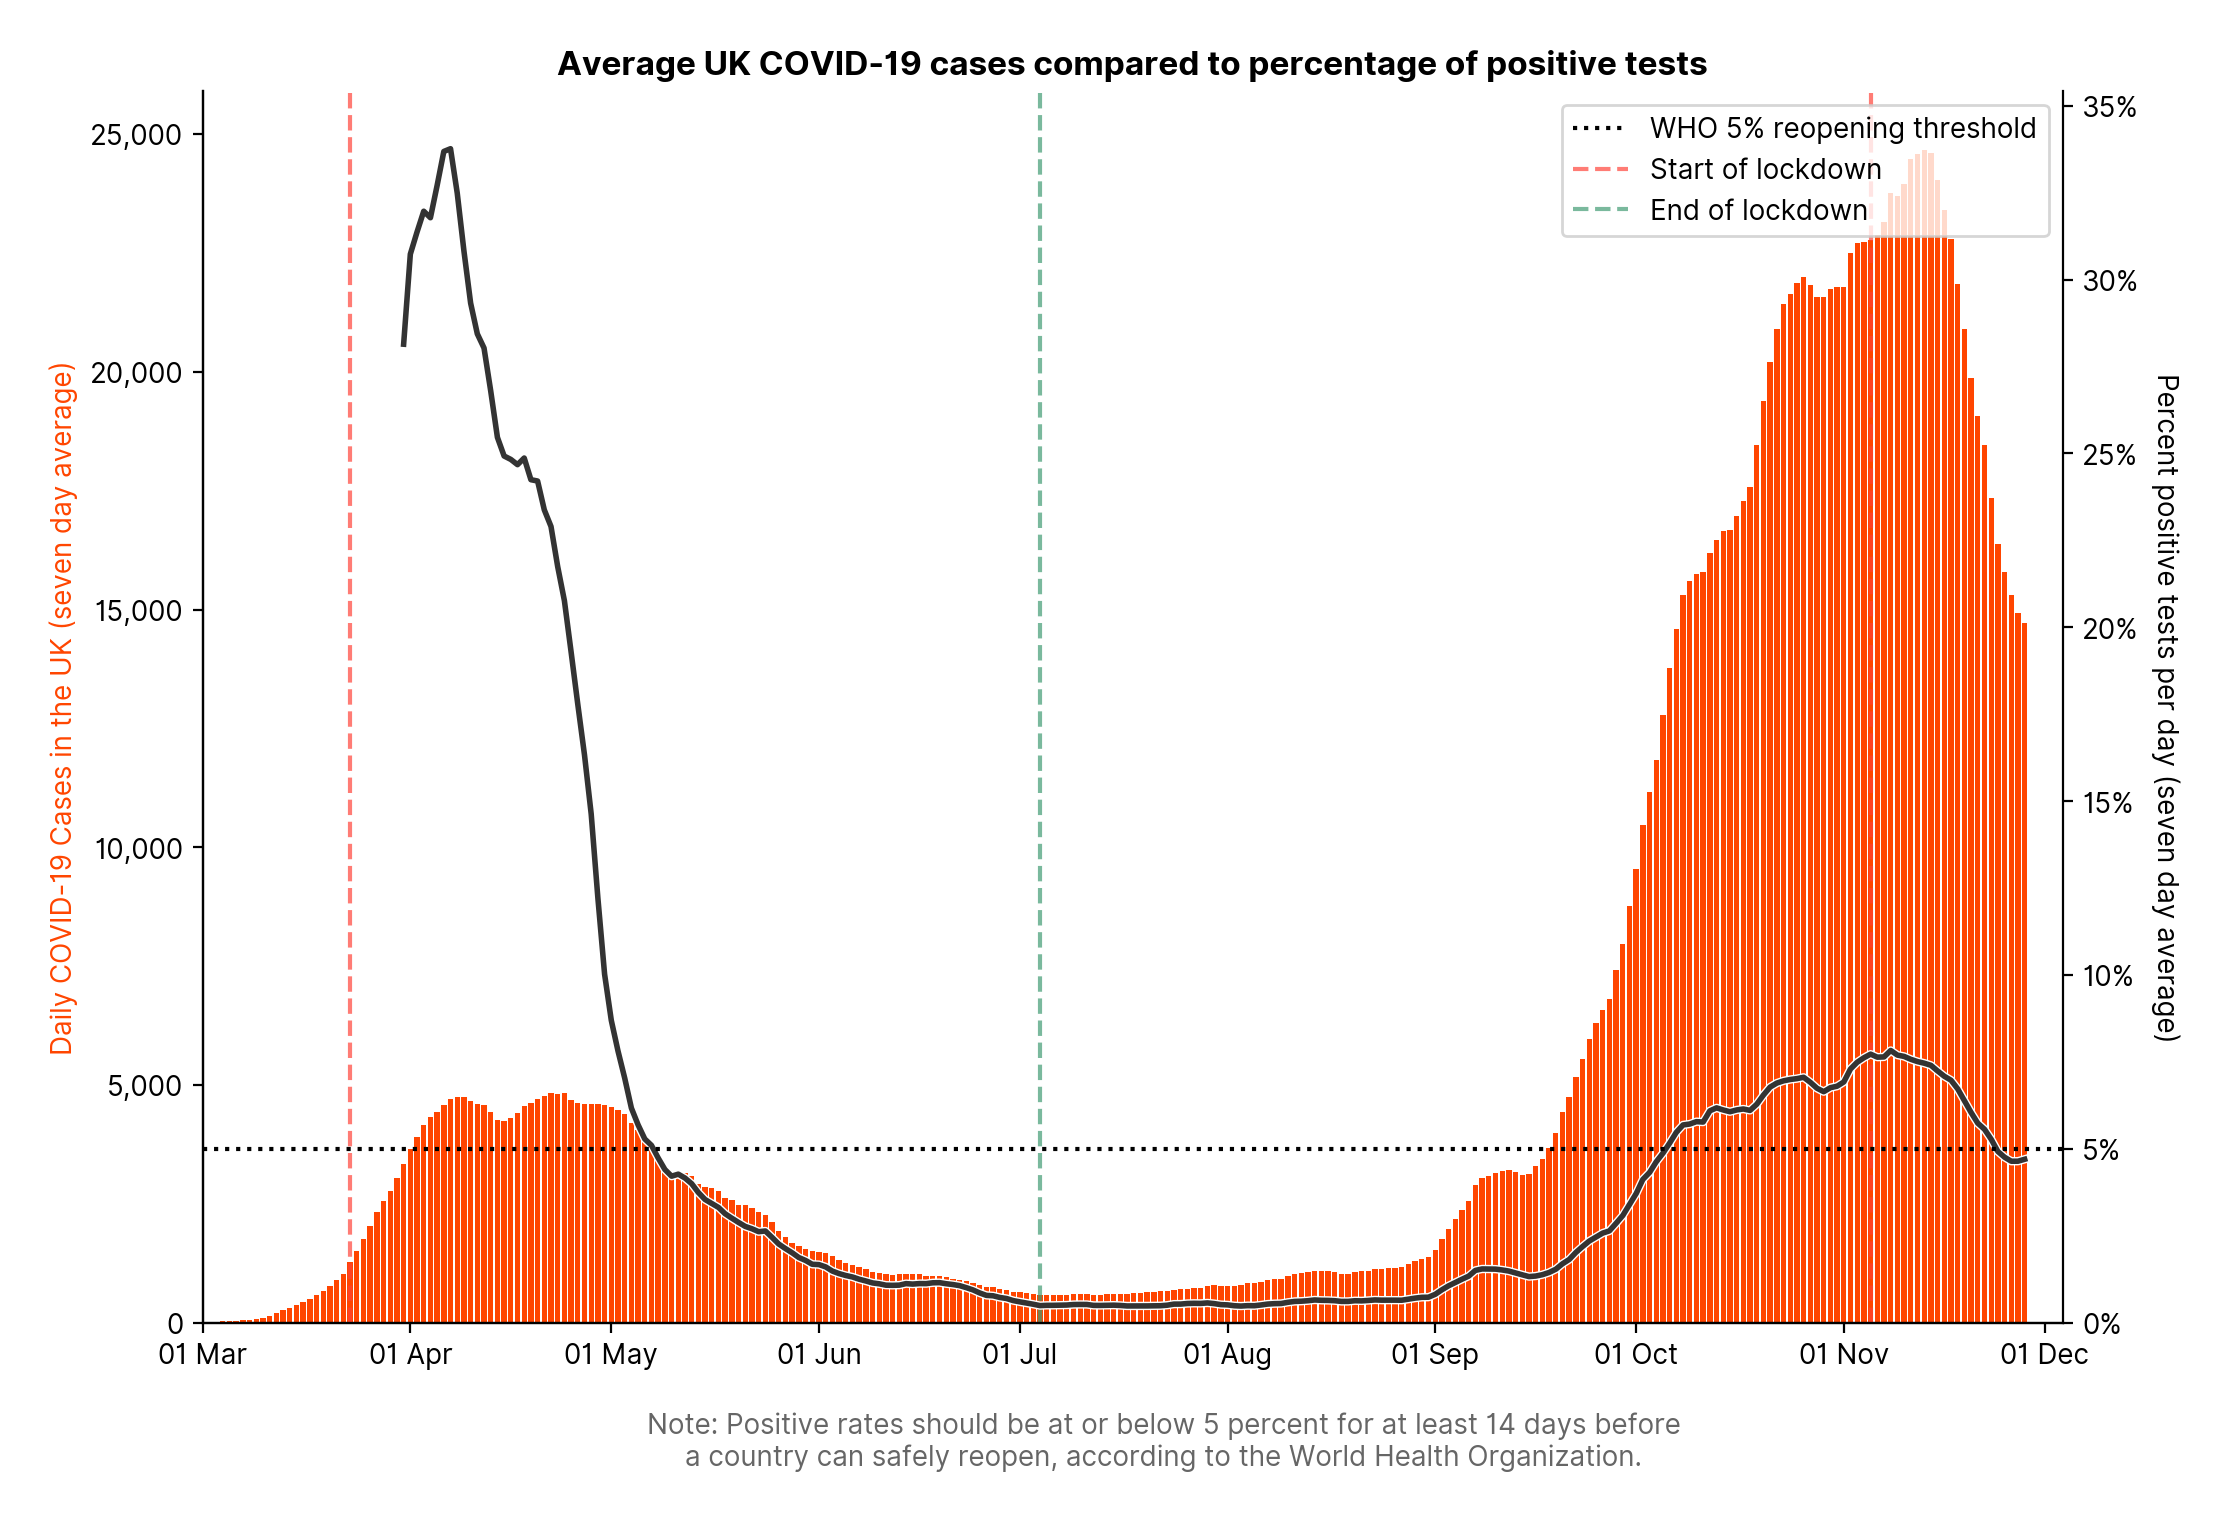 Average UK COVID-19 cases compared to percentage of positive tests
WHO 5% reopening threshold
Start of lockdown
End of lockdown
Daily COVID-19 Cases in the UK (seven day average)
25,000
20,000
15,000
10,000
5,000
0
35%
30%
25%
20%
15%
10%
5%
0%
Percent positive tests per day (seven day average)
01 Mar
01 Apr
01 May
01 Jun
01 Jul
01 Aug
01 Sep
01 Oct
01 Nov
01 Dec
Note: Positive rates should be at or below 5 percent for at least 14 days before
a country can safely reopen, according to the World Health Organization.